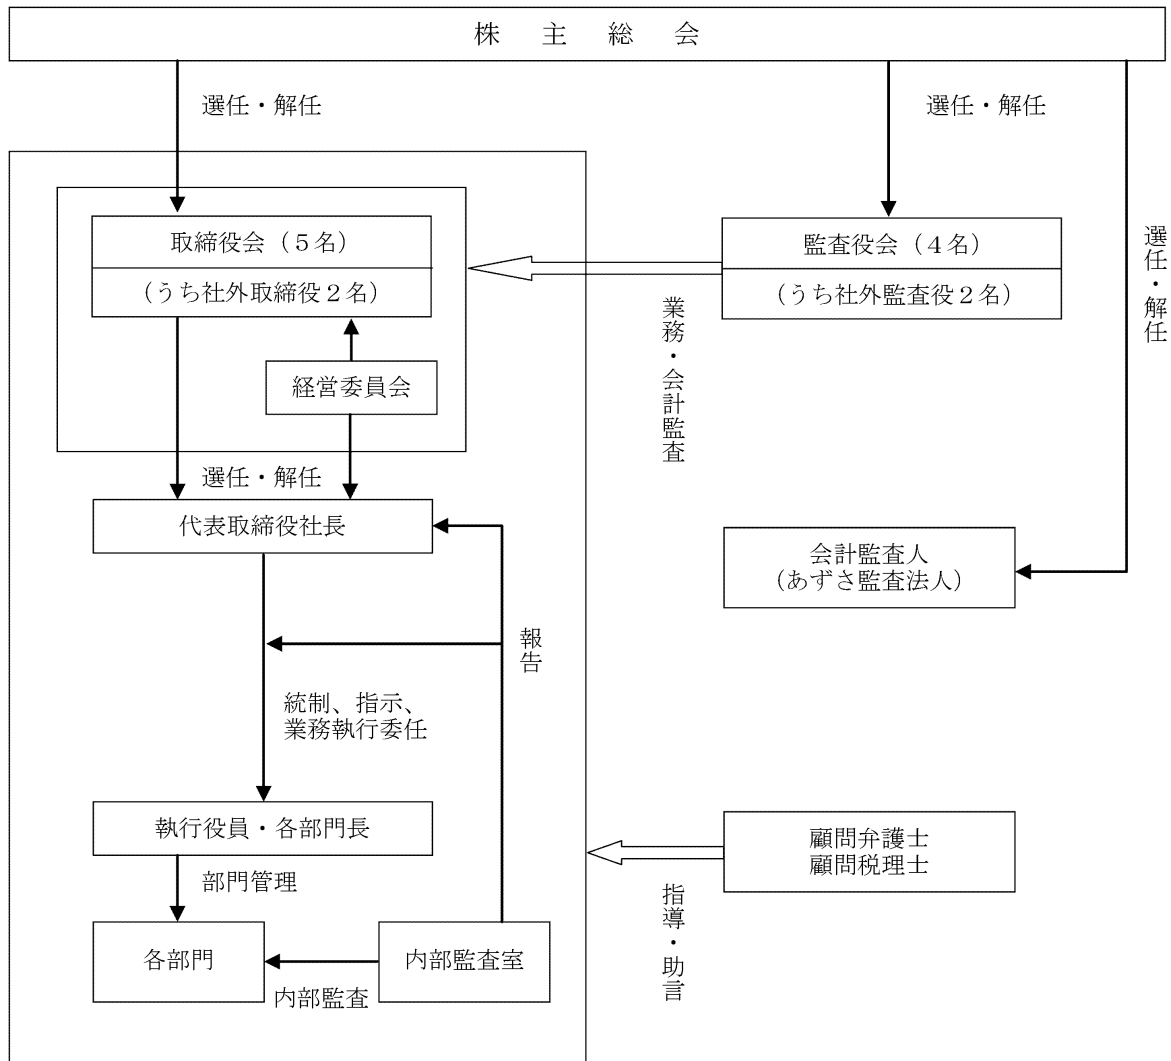 株主総会
選任・解任
選任・解任
選任・解任
取締役会（５名）
（うち社外取締役２名）
監査役会（４名）
（うち社外監査役２名）
業務・会計監査
経営委員会
選任・解任
代表取締役社長
会計監査人
（あずさ監査法人）
報告
統制、指示、
業務執行委任
執行役員・各部門長
顧問弁護士
顧問税理士
部門管理
指導・助言
各部門
内部監査室
内部監査